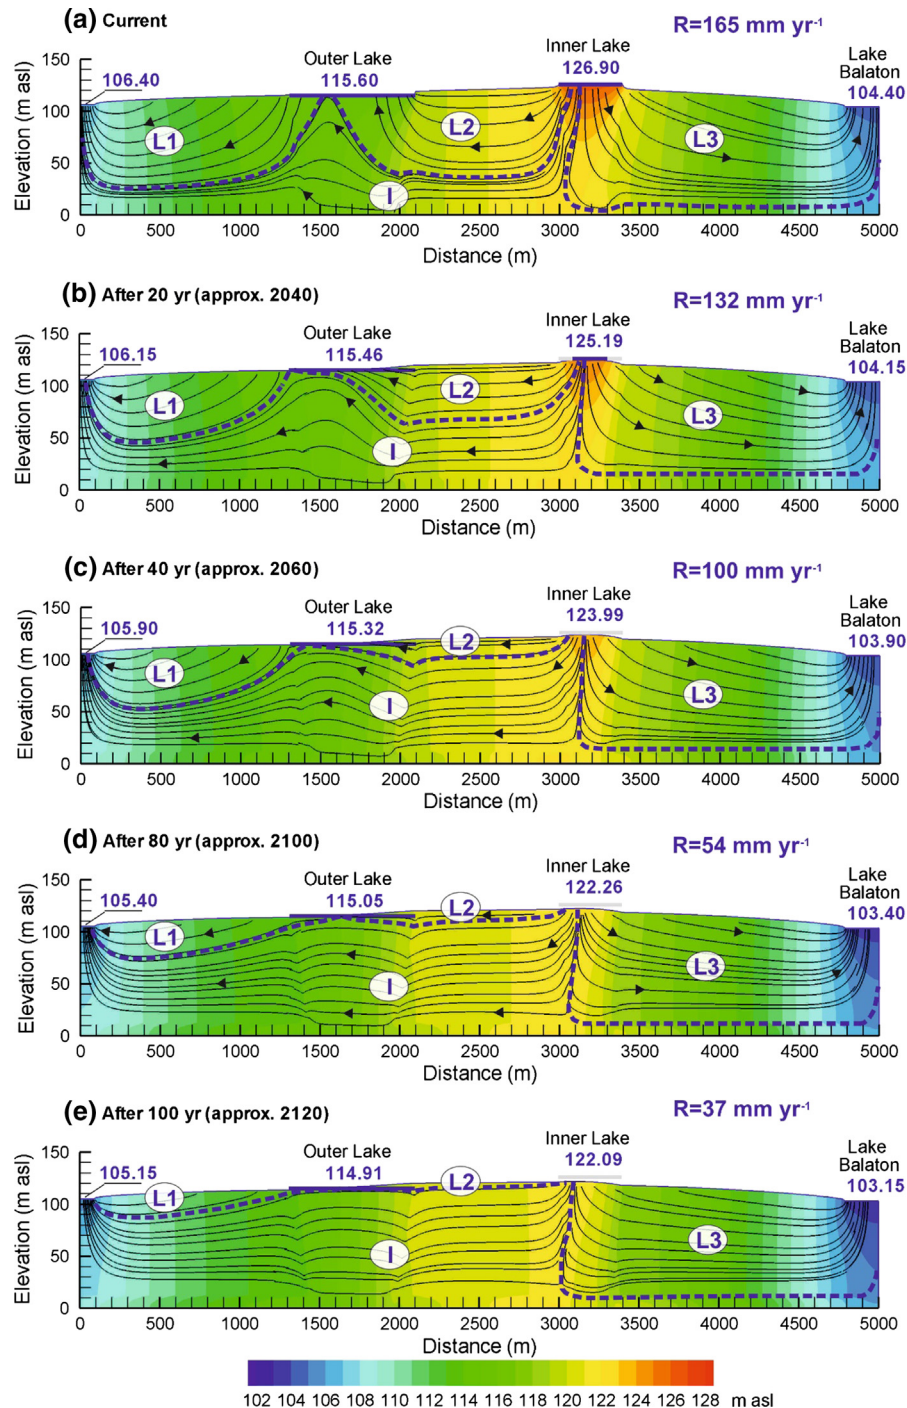 (a) Current R=165 mm yr⁻¹
Outer Lake Inner Lake Lake Balaton
106.40 115.60 126.90 104.40
Elevation (m asl)
150
100
50
0
L1 L2 L3 I
0 500 1000 1500 2000 2500 3000 3500 4000 4500 5000
Distance (m)
(b) After 20 yr (approx. 2040) R=132 mm yr⁻¹
Outer Lake Inner Lake Lake Balaton
106.15 115.46 125.19 104.15
Elevation (m asl)
150
100
50
0
L1 L2 L3 I
0 500 1000 1500 2000 2500 3000 3500 4000 4500 5000
Distance (m)
(c) After 40 yr (approx. 2060) R=100 mm yr⁻¹
Outer Lake Inner Lake Lake Balaton
105.90 115.32 123.99 103.90
Elevation (m asl)
150
100
50
0
L1 L2 L3 I
0 500 1000 1500 2000 2500 3000 3500 4000 4500 5000
Distance (m)
(d) After 80 yr (approx. 2100) R=54 mm yr⁻¹
Outer Lake Inner Lake Lake Balaton
105.40 115.05 122.26 103.40
Elevation (m asl)
150
100
50
0
L1 L2 L3 I
0 500 1000 1500 2000 2500 3000 3500 4000 4500 5000
Distance (m)
(e) After 100 yr (approx. 2120) R=37 mm yr⁻¹
Outer Lake Inner Lake Lake Balaton
105.15 114.91 122.09 103.15
Elevation (m asl)
150
100
50
0
L1 L2 L3 I
0 500 1000 1500 2000 2500 3000 3500 4000 4500 5000
Distance (m)
102 104 106 108 110 112 114 116 118 120 122 124 126 128 m asl